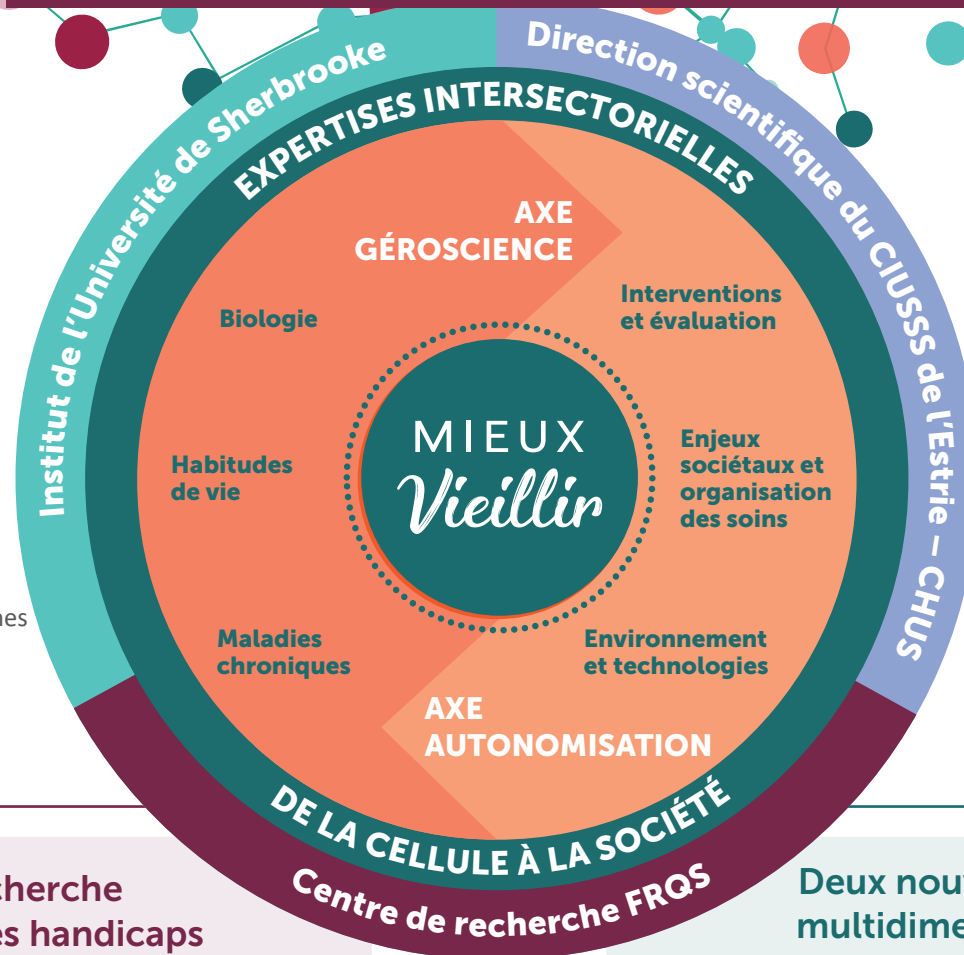 Institut de l'Université de Sherbrooke
Direction scientifique du CIUSSS de l'Estrie – CHUS
EXPERTISES INTERSECTORIELLES
AXE
GÉROSCIENCE
Biologie
Habitudes
de vie
Maladies
chroniques
MIEUX
Vieillir
Interventions
et évaluation
Enjeux
sociétaux et
organisation
des soins
Environnement
et technologies
AXE
AUTONOMISATION
DE LA CELLULE À LA SOCIÉTÉ
Centre de recherche FRQS
handicaps
Deux